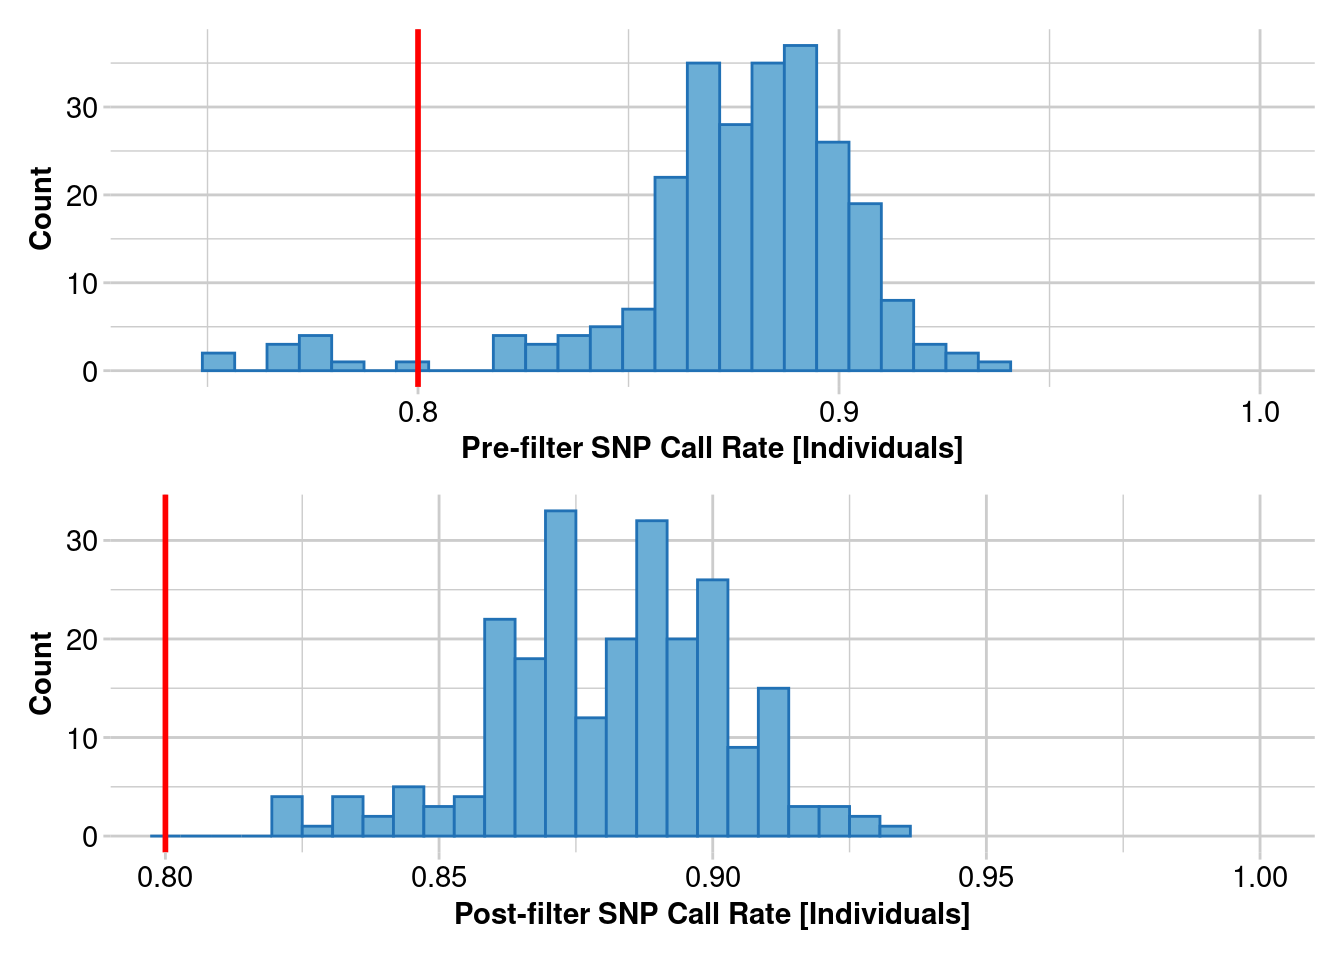 Count
30
20
10
0
0.8 0.9 1.0
Pre-filter SNP Call Rate [Individuals]
Count
30
20
10
0
0.80 0.85 0.90 0.95 1.00
Post-filter SNP Call Rate [Individuals]